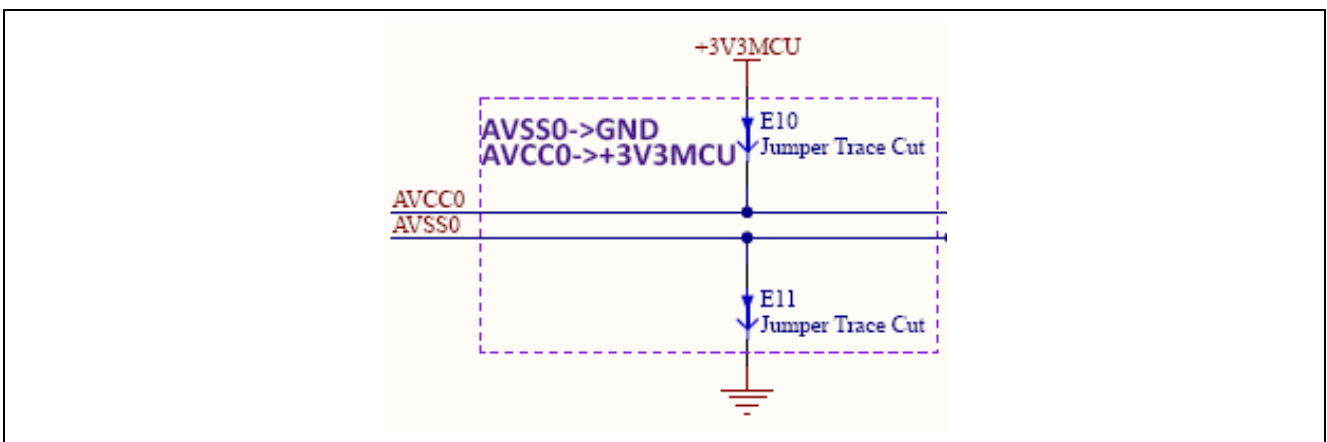 +3V3MCU
E10
Jumper Trace Cut
AVSS0->GND
AVCC0->+3V3MCU
AVCC0
AVSS0
E11
Jumper Trace Cut